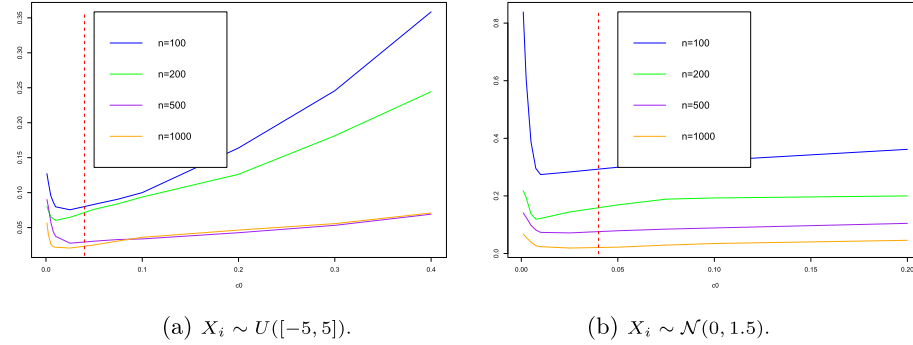 0.35
0.30
0.25
0.20
0.15
0.10
0.05
n=100
n=200
n=500
n=1000
0.0 0.1 0.2 0.3 0.4
c0
0.8
0.6
0.4
0.2
0.0
n=100
n=200
n=500
n=1000
0.00 0.05 0.10 0.15 0.20
c0
(a) X_i ∼ U([−5, 5]).
(b) X_i ∼ 𝒩(0, 1.5).